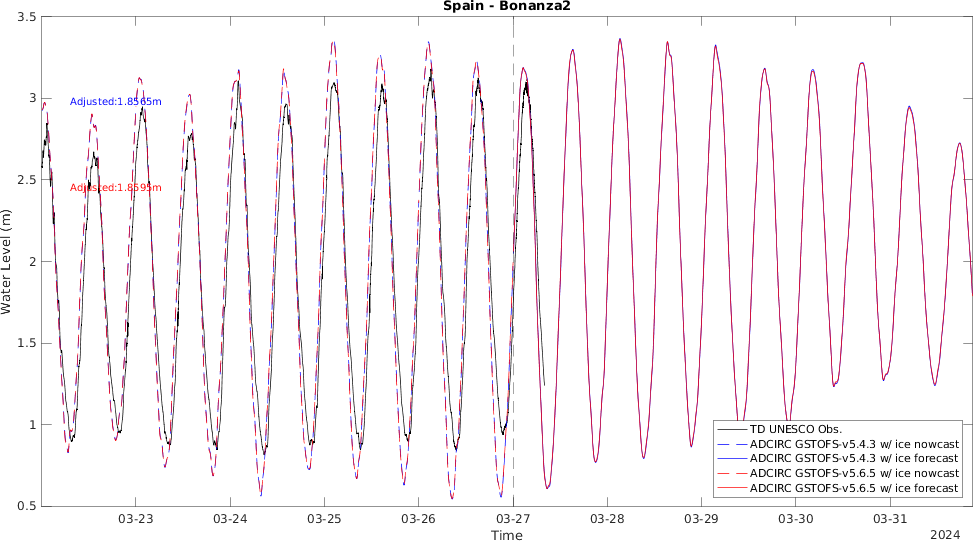 Spain - Bonanza2
3.5
3
2.5
2
1.5
1
0.5
Water Level (m)
Adjusted:1.8565m
Adjusted:1.8595m
TD UNESCO Obs.
ADCIRC GSTOFS-v5.4.3 w/ ice nowcast
ADCIRC GSTOFS-v5.4.3 w/ ice forecast
ADCIRC GSTOFS-v5.6.5 w/ ice nowcast
ADCIRC GSTOFS-v5.6.5 w/ ice forecast
03-23 03-24 03-25 03-26 03-27 03-28 03-29 03-30 03-31
Time
2024